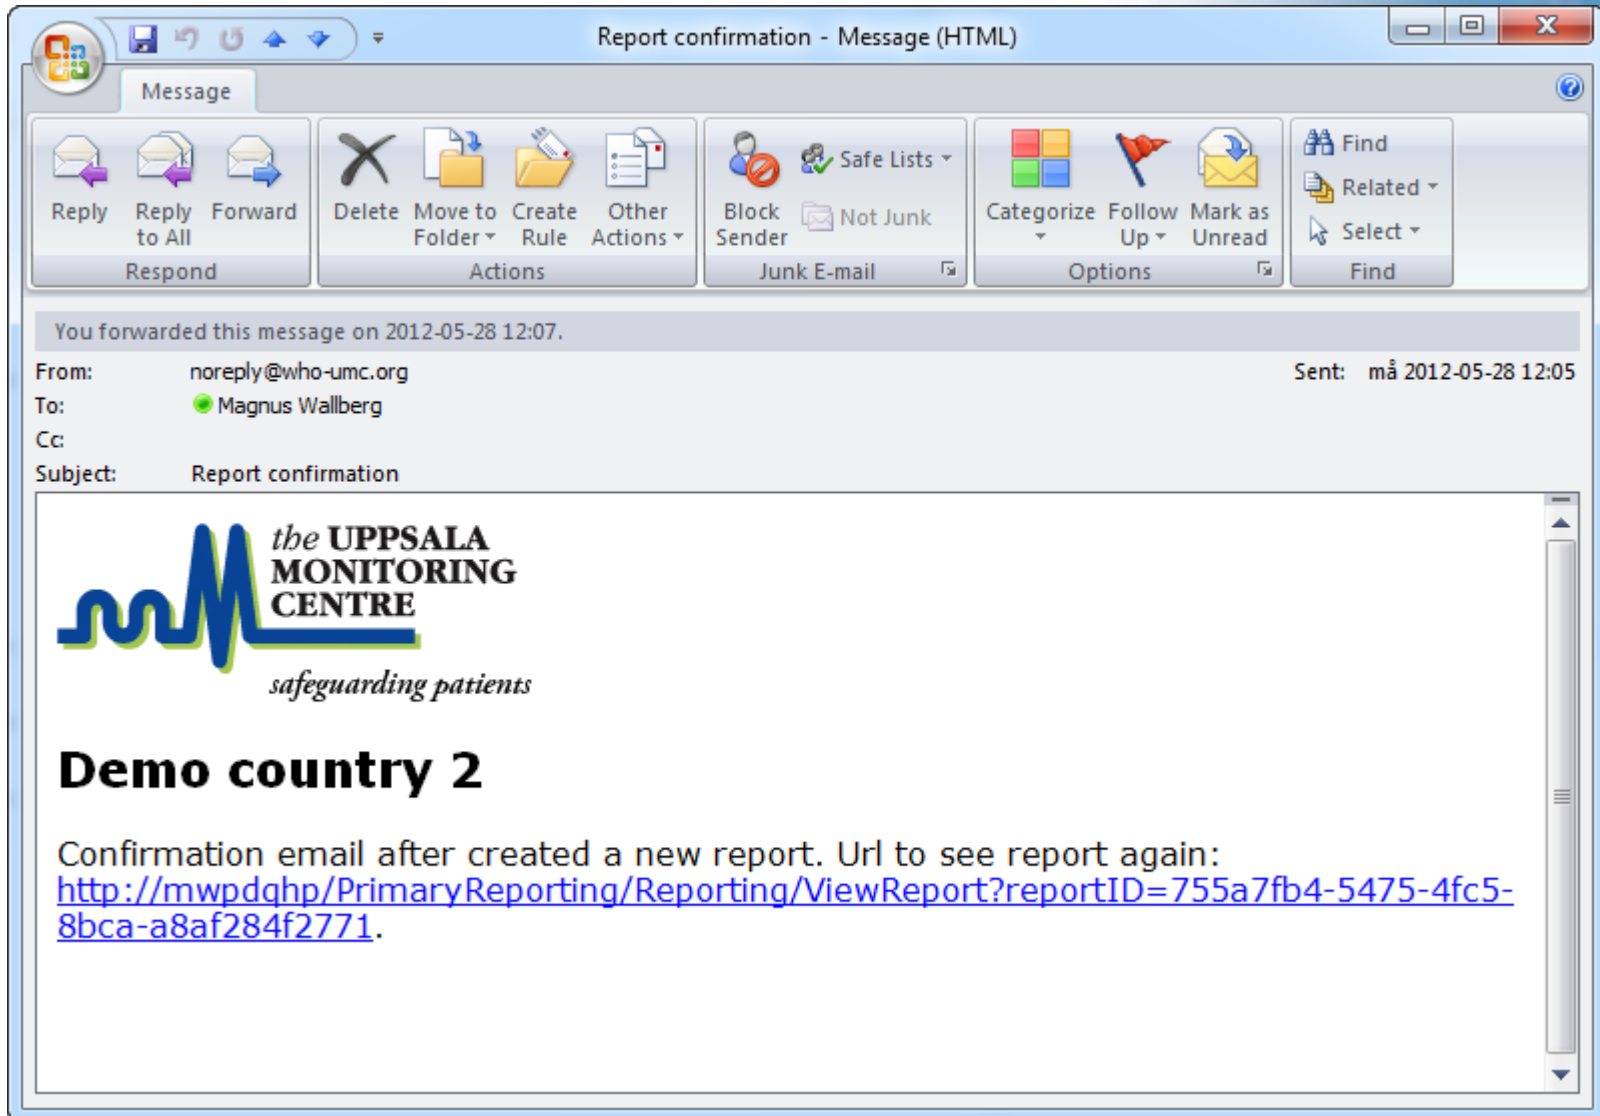 Report confirmation - Message (HTML)
Message
Reply
Reply to All
Forward
Respond
Delete
Move to Folder
Create Rule
Other Actions
Actions
Block Sender
Safe Lists
Not Junk
Junk E-mail
Categorize
Follow Up
Mark as Unread
Options
Find
Related
Select
Find
You forwarded this message on 2012-05-28 12:07.
From: noreply@who-umc.org Sent: må 2012-05-28 12:05
To: Magnus Wallberg
Cc:
Subject: Report confirmation
the UPPSALA
MONITORING
CENTRE
safeguarding patients
Demo country 2
Confirmation email after created a new report. Url to see report again:
http://mwpdqhp/PrimaryReporting/Reporting/ViewReport?reportID=755a7fb4-5475-4fc5-
8bca-a8af284f2771.